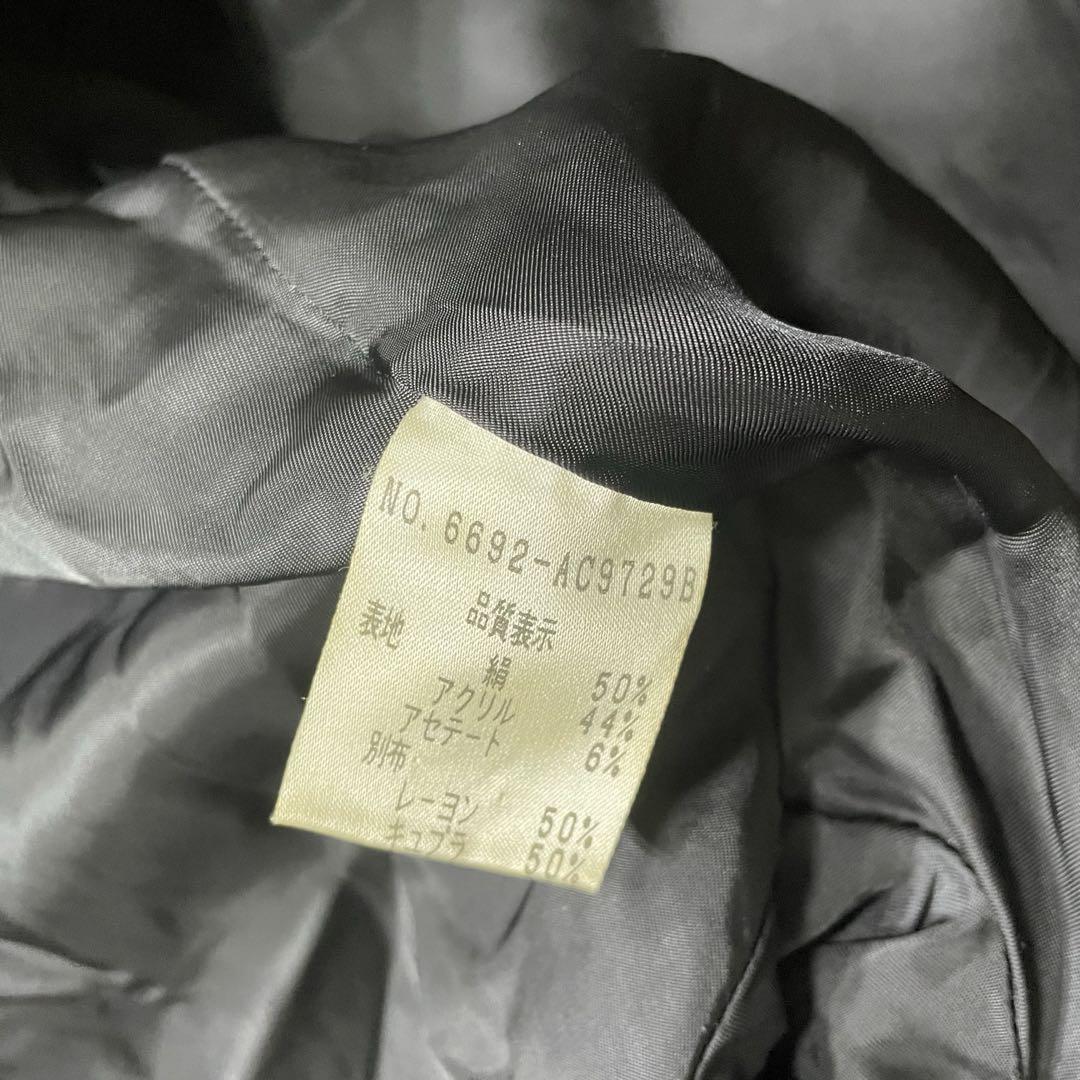 NO. 6692-AC9729B
品質表示
表地
絹 50%
アクリル 44%
アセテート 6%
別布
レーヨン 50%
キュプラ 50%